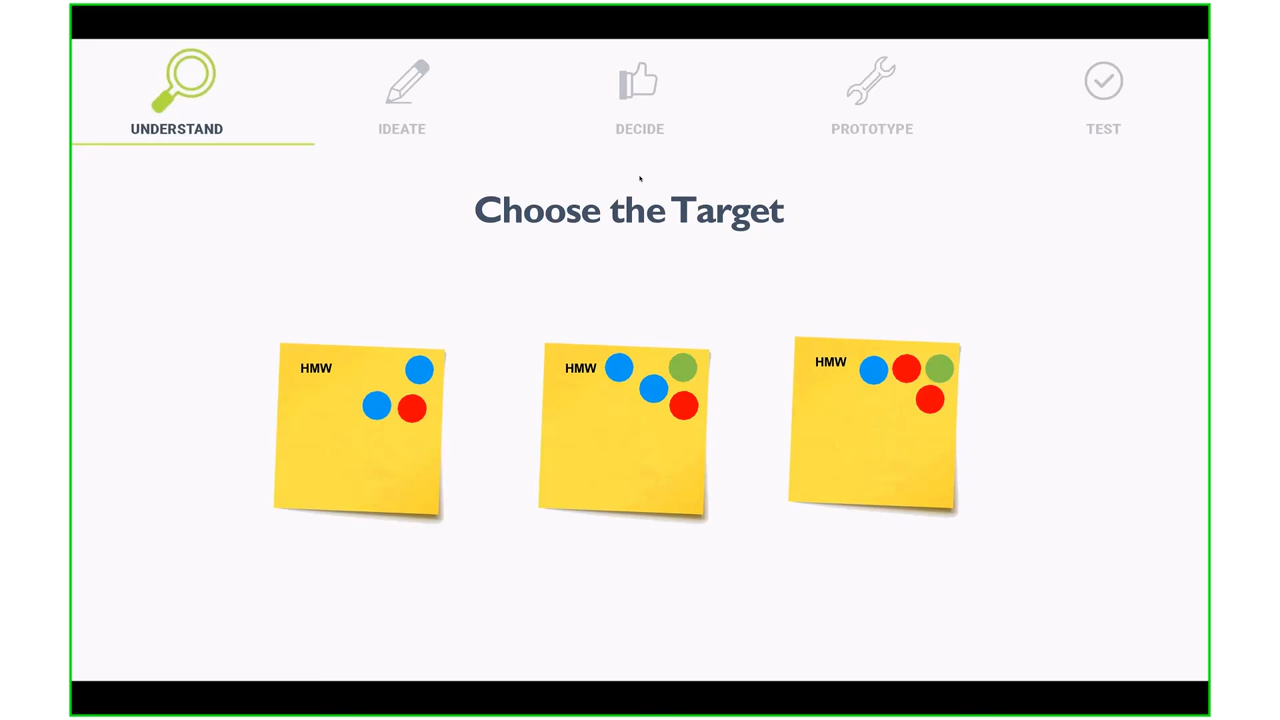 UNDERSTAND
IDEATE
DECIDE
PROTOTYPE
TEST
Choose the Target
HMW
HMW
HMW